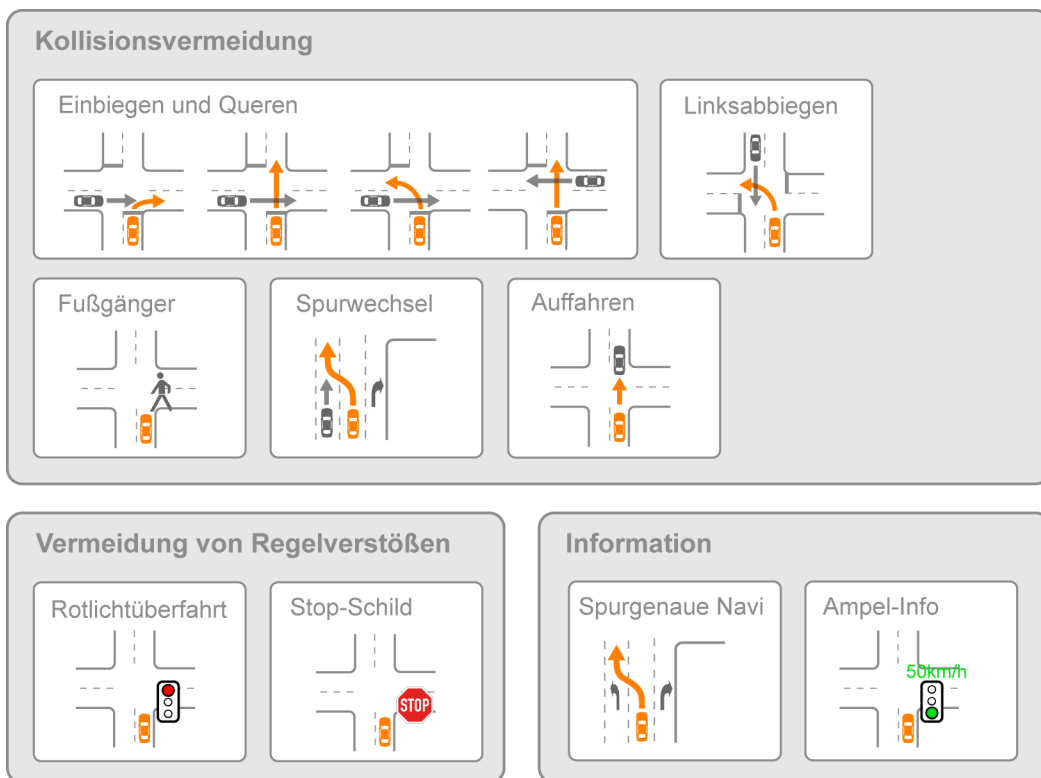 Kollisionsvermeidung
Einbiegen und Queren
Linksabbiegen
Fußgänger
Spurwechsel
Auffahren
Vermeidung von Regelverstößen
Rotlichtüberfahrt
Stop-Schild
STOP
Information
Spurgenaue Navi
Ampel-Info
50km/h